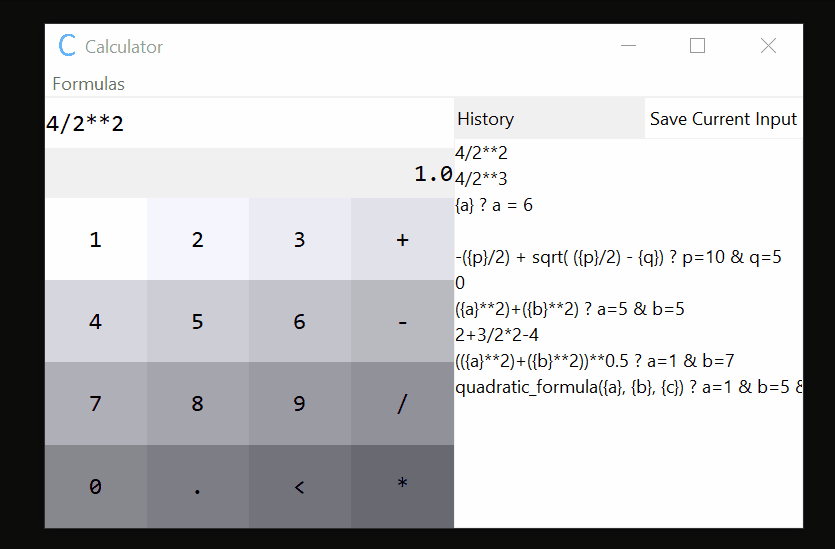 C Calculator
Formulas
4/2**2
1.0
1 2 3 +
4 5 6 -
7 8 9 /
0 . < *
History Save Current Input
4/2**2
4/2**3
{a} ? a = 6
-({p}/2) + sqrt( ({p}/2) - {q}) ? p=10 & q=5
0
({a}**2)+({b}**2) ? a=5 & b=5
2+3/2*2-4
(({a}**2)+({b}**2))**0.5 ? a=1 & b=7
quadratic_formula({a}, {b}, {c}) ? a=1 & b=5 &